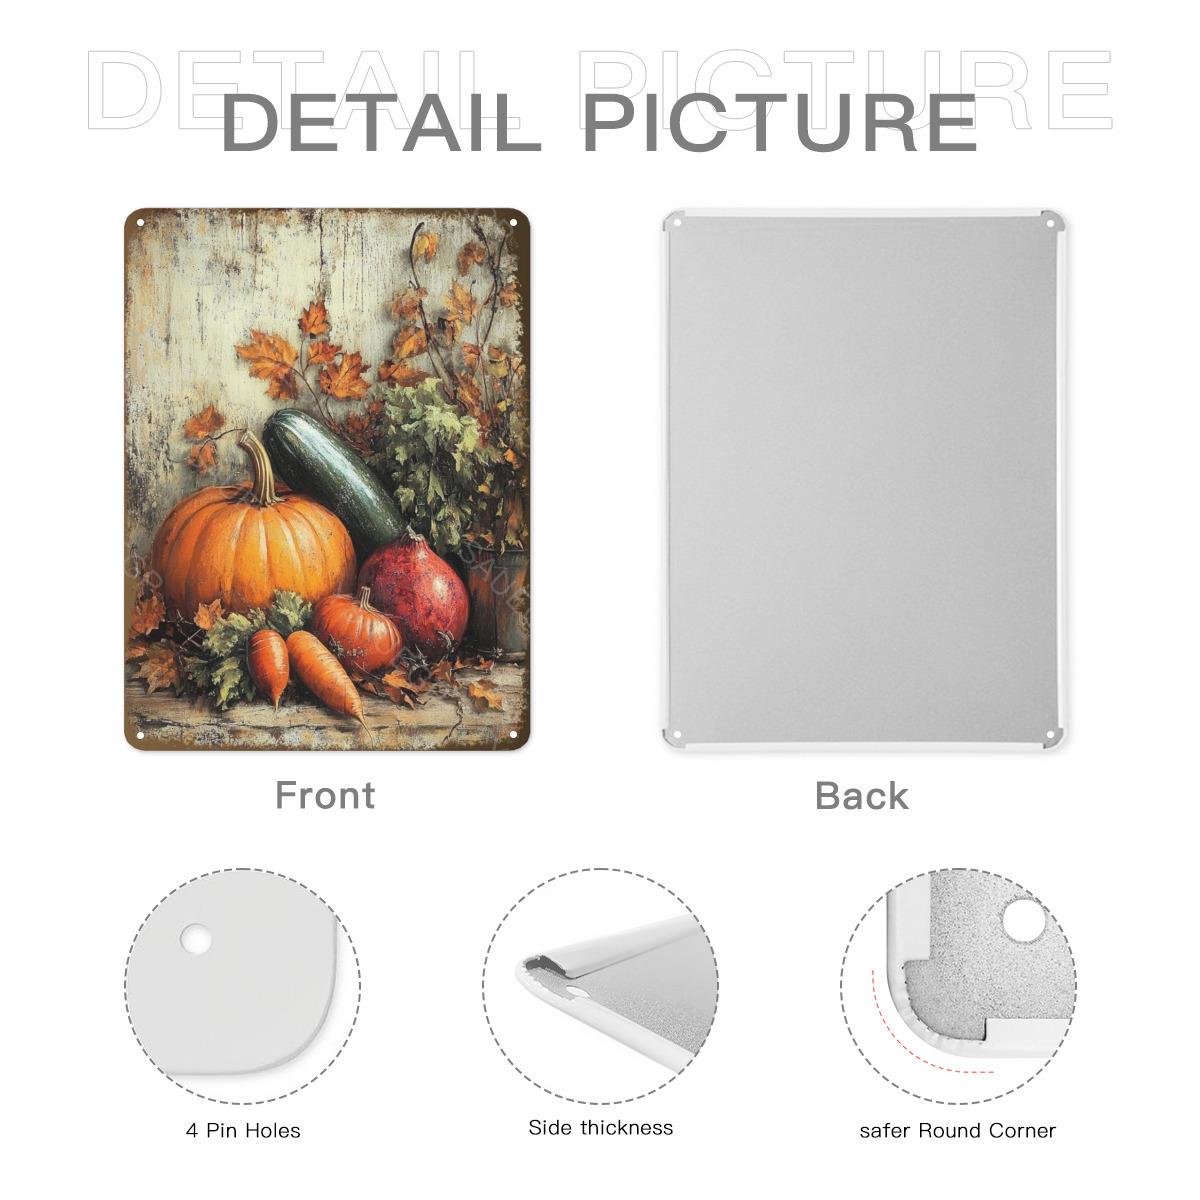 DETAIL PICTURE
DETAIL PICTURE
Front
Back
4 Pin Holes
Side thickness
safer Round Corner